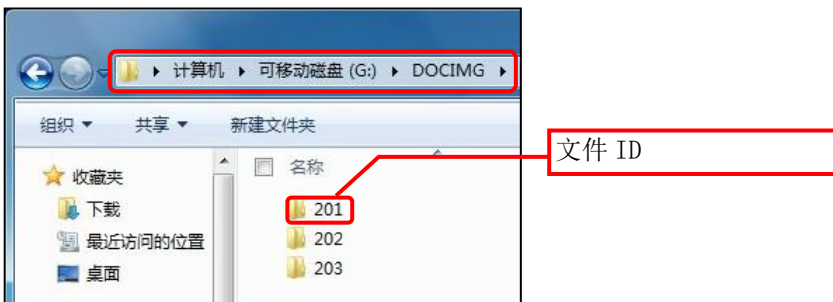 计算机 ▸ 可移动磁盘 (G:) ▸ DOCIMG ▸
组织 ▼ 共享 ▼ 新建文件夹
收藏夹
下载
最近访问的位置
桌面
名称
201
202
203
文件 ID